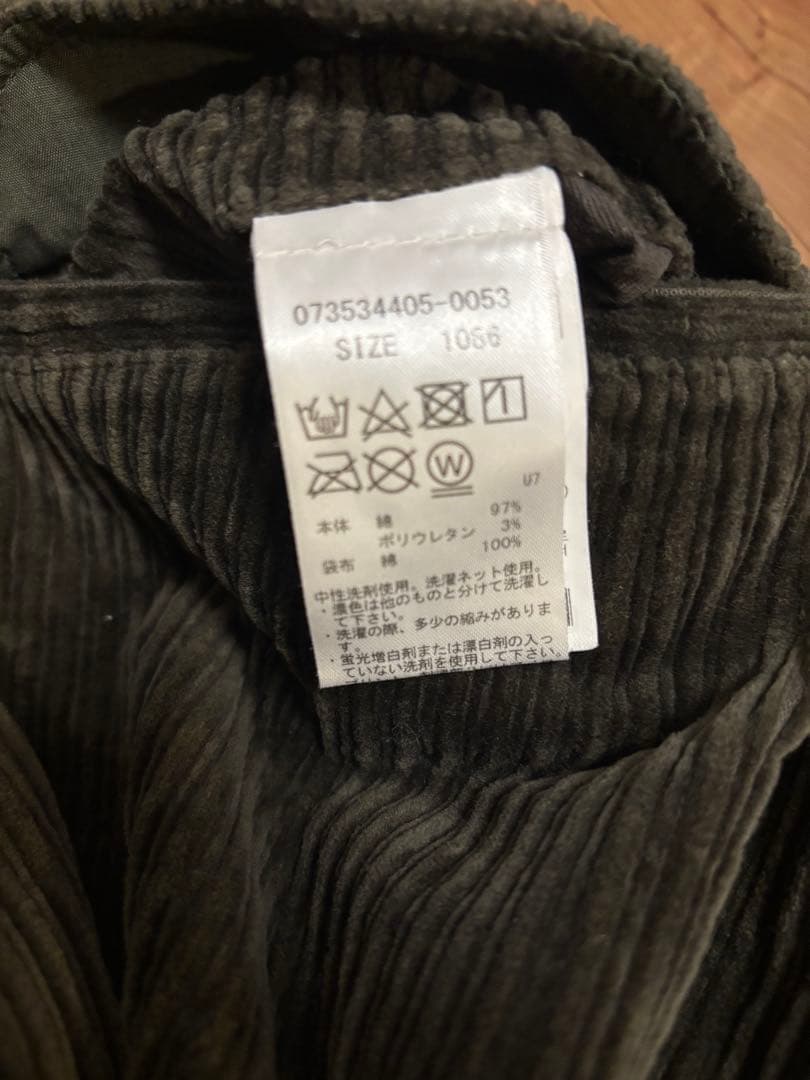 073534405-0053
SIZE 1086
W
U7
本体 綿 97%
ポリウレタン 3%
袋布 綿 100%
中性洗剤使用。洗濯ネット使用。
・濃色は他のものと分けて洗濯し
て下さい。
・洗濯の際、多少の縮みがありま
す。
・蛍光増白剤または漂白剤の入っ
ていない洗剤を使用して下さい。